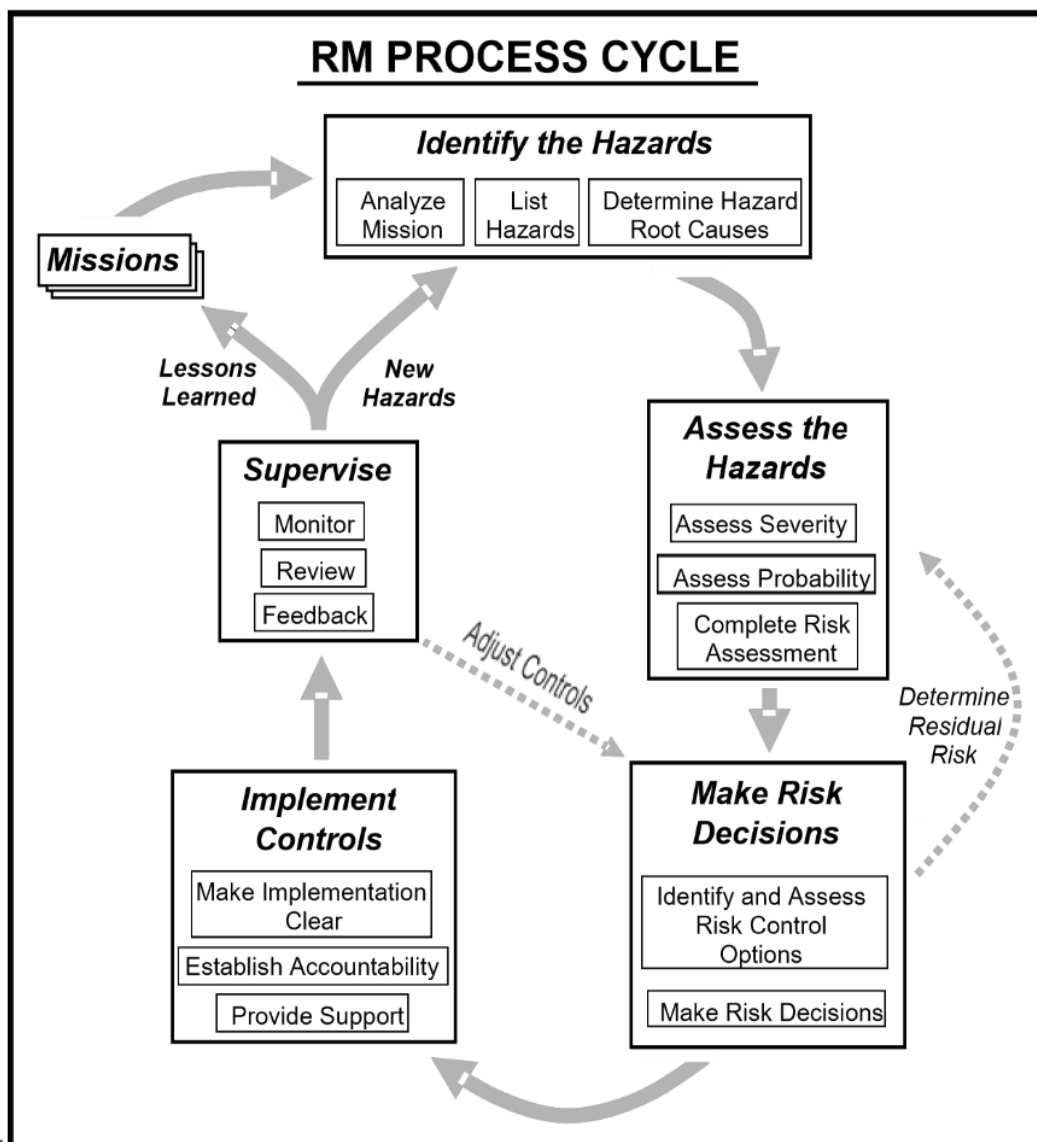 RM PROCESS CYCLE
Identify the Hazards
Analyze
Mission
List
Hazards
Determine Hazard
Root Causes
Missions
Lessons
Learned
New
Hazards
Assess the
Hazards
Assess Severity
Assess Probability
Complete Risk
Assessment
Supervise
Monitor
Review
Feedback
Adjust Controls
Determine
Residual
Risk
Make Risk
Decisions
Identify and Assess
Risk Control
Options
Make Risk Decisions
Implement
Controls
Make Implementation
Clear
Establish Accountability
Provide Support